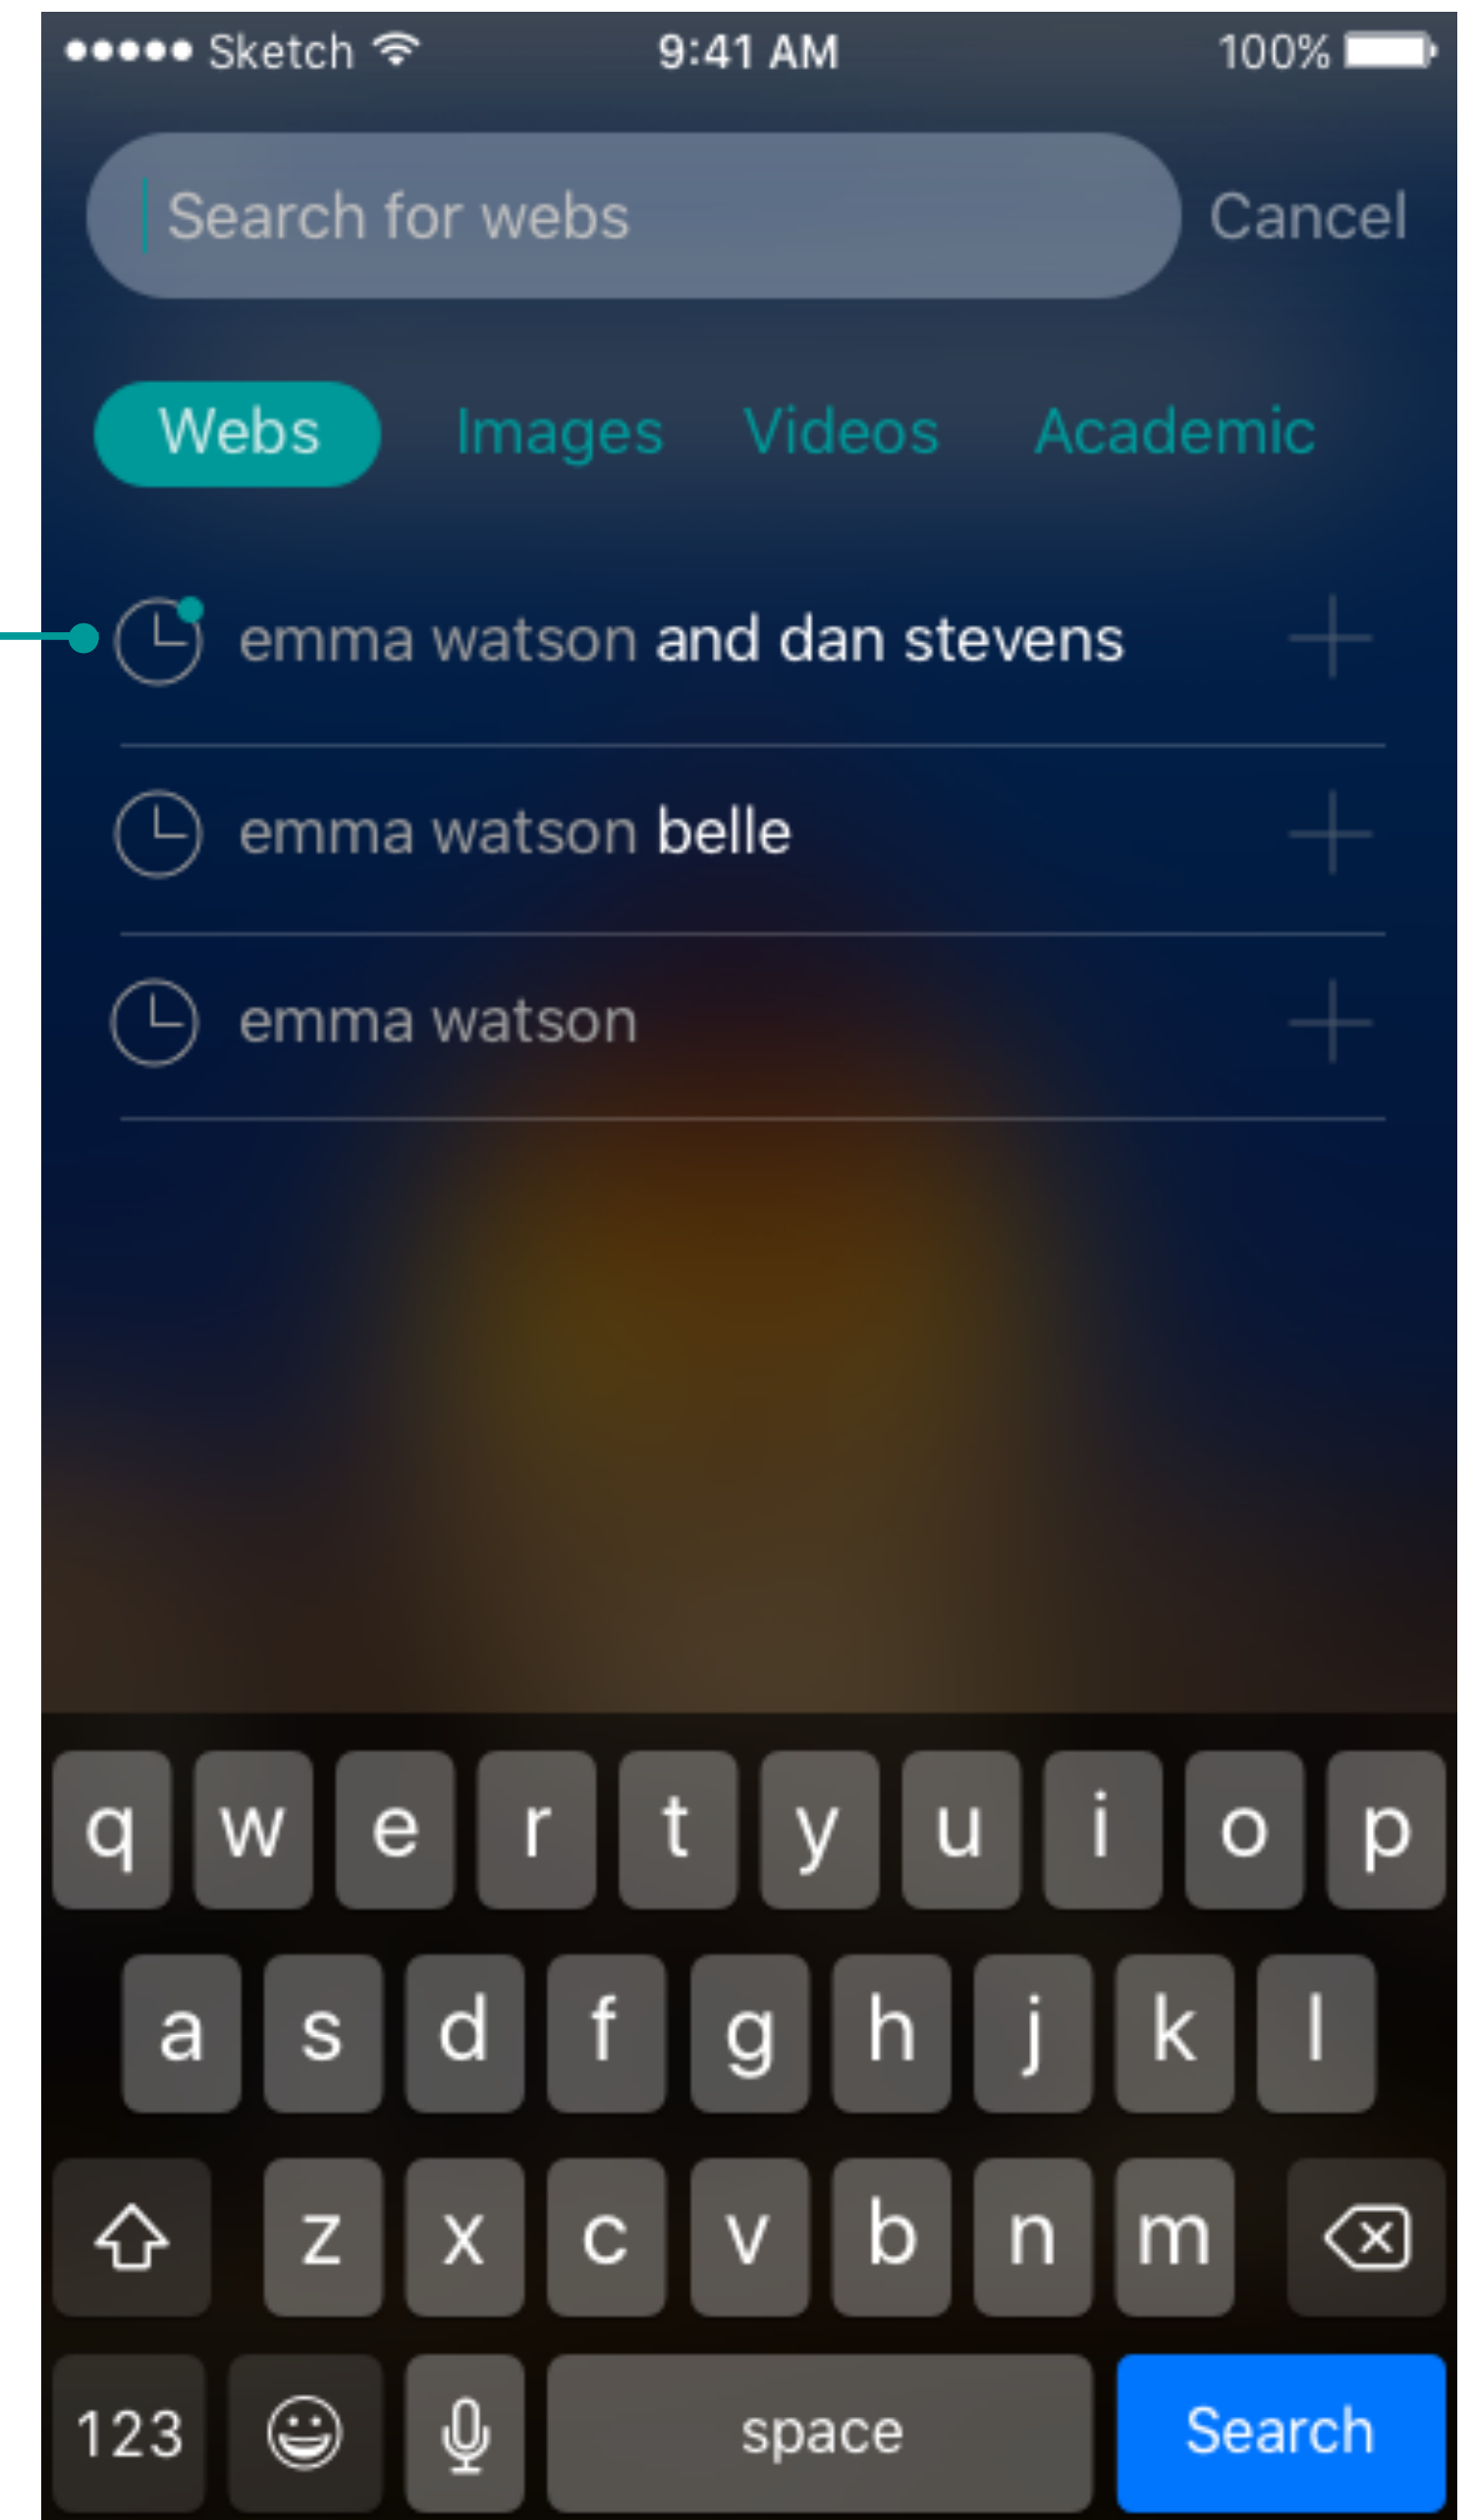 Sketch 9:41 AM 100%
Search for webs Cancel
Webs Images Videos Academic
emma watson and dan stevens
emma watson belle
emma watson
q w e r t y u i o p
a s d f g h j k l
z x c v b n m
123 space Search